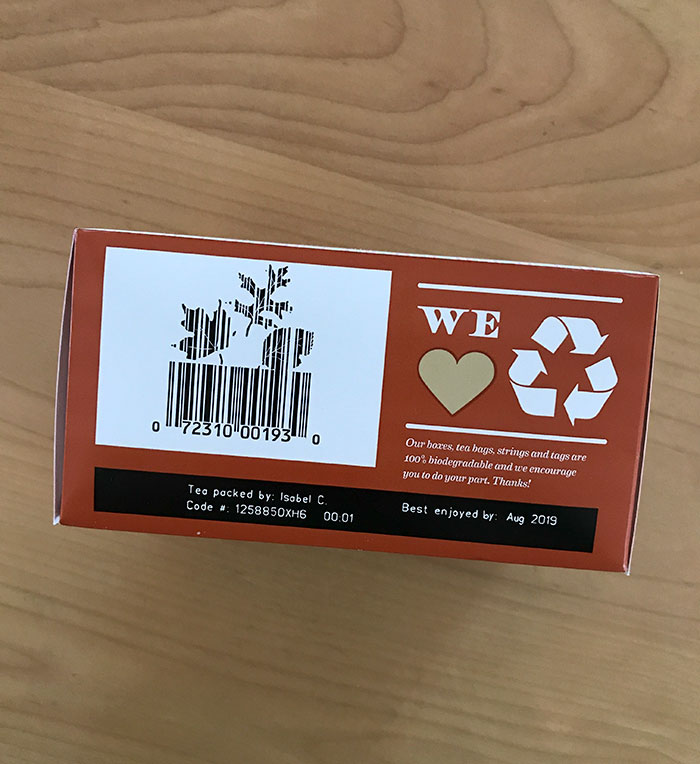 0 72310 00193 0
WE
Our boxes, tea bags, strings and tags are
100% biodegradable and we encourage
you to do your part. Thanks!
Tea packed by: Isabel C.
Code #: 1258850XH6 00:01
Best enjoyed by: Aug 2019